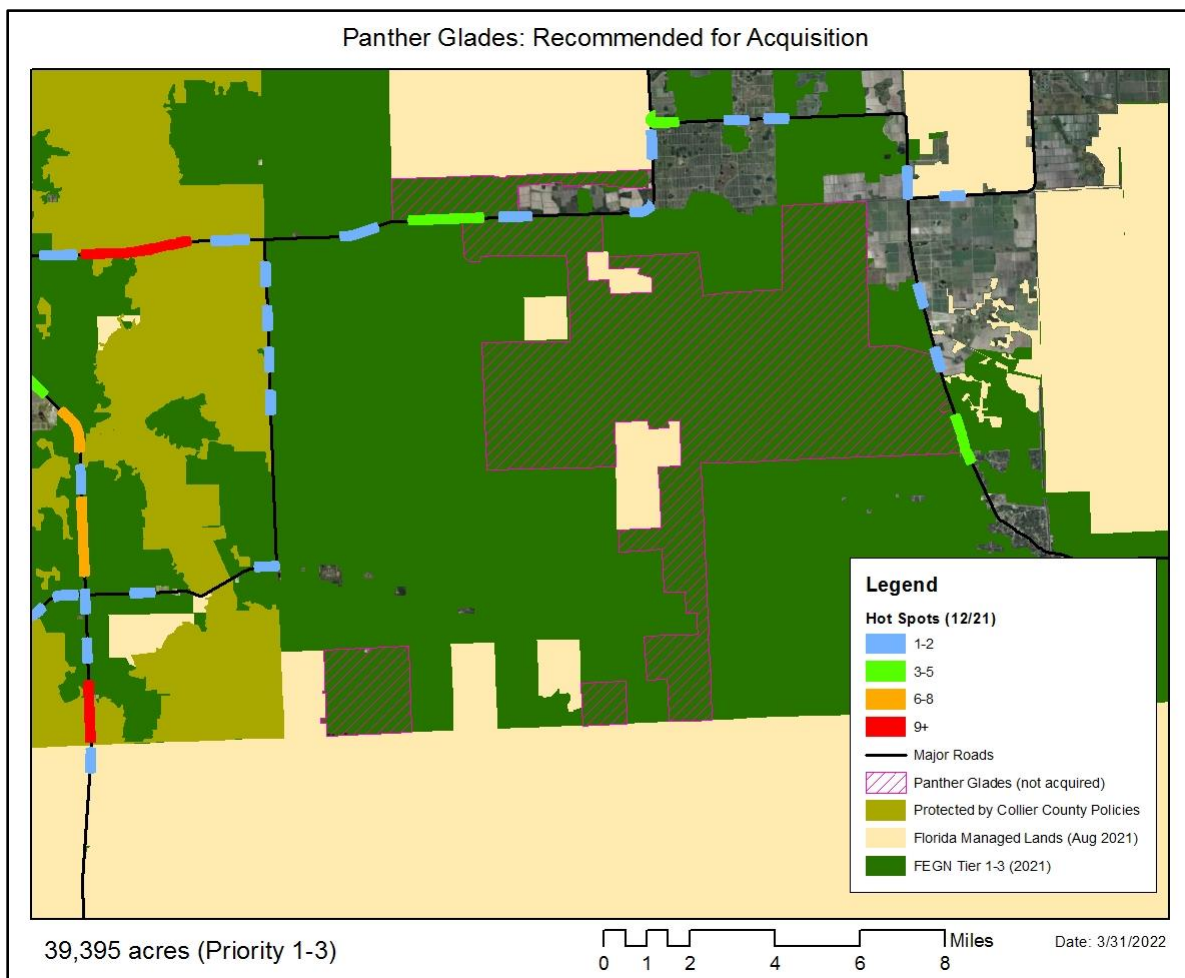 Panther Glades: Recommended for Acquisition
Legend
Hot Spots (12/21)
1-2
3-5
6-8
9+
Major Roads
Panther Glades (not acquired)
Protected by Collier County Policies
Florida Managed Lands (Aug 2021)
FEGN Tier 1-3 (2021)
39,395 acres (Priority 1-3)
Miles
0 1 2 4 6 8
Date: 3/31/2022